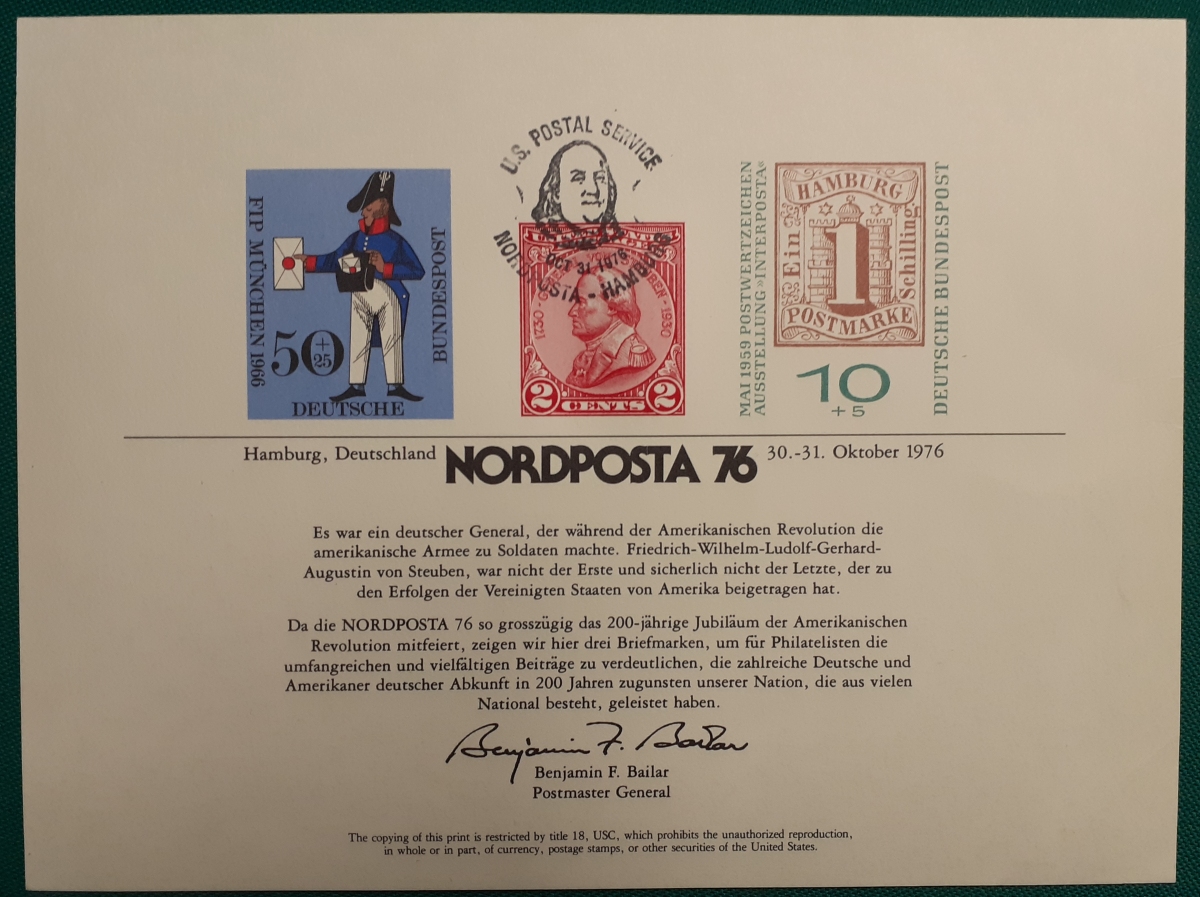 U.S. POSTAL SERVICE
OCT 31 1976
NORDPOSTA - HAMBURG
FIP MÜNCHEN 1966
50 + 25
BUNDESPOST
DEUTSCHE
1730
1930
2 CENTS 2
MAI 1959 POSTWERTZEICHEN
AUSSTELLUNG »INTERPOSTA«
HAMBURG
Ein
1
Schilling
POSTMARKE
10
+5
DEUTSCHE BUNDESPOST
Hamburg, Deutschland NORDPOSTA 76 30.-31. Oktober 1976
Es war ein deutscher General, der während der Amerikanischen Revolution die
amerikanische Armee zu Soldaten machte. Friedrich-Wilhelm-Ludolf-Gerhard-
Augustin von Steuben, war nicht der Erste und sicherlich nicht der Letzte, der zu
den Erfolgen der Vereinigten Staaten von Amerika beigetragen hat.
Da die NORDPOSTA 76 so grosszügig das 200-jährige Jubiläum der Amerikanischen
Revolution mitfeiert, zeigen wir hier drei Briefmarken, um für Philatelisten die
umfangreichen und vielfältigen Beiträge zu verdeutlichen, die zahlreiche Deutsche und
Amerikaner deutscher Abkunft in 200 Jahren zugunsten unserer Nation, die aus vielen
National besteht, geleistet haben.
Benjamin F. Bailar
Benjamin F. Bailar
Postmaster General
The copying of this print is restricted by title 18, USC, which prohibits the unauthorized reproduction,
in whole or in part, of currency, postage stamps, or other securities of the United States.